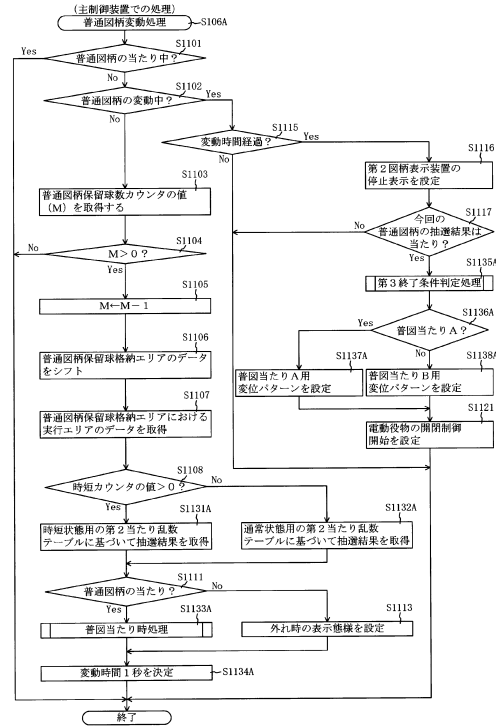 (主制御装置での処理)
普通図柄変動処理
S106A
S1101
普通図柄の当たり中？
Yes
No
S1102
普通図柄の変動中？
Yes
No
S1115
変動時間経過？
Yes
No
S1116
第２図柄表示装置の
停止表示を設定
S1103
普通図柄保留球数カウンタの値
(Ｍ)を取得する
S1117
今回の
普通図柄の抽選結果は
当たり？
No
Yes
S1104
Ｍ＞０？
No
Yes
S1135A
第３終了条件判定処理
S1105
Ｍ←Ｍ－１
S1136A
普図当たりＡ？
Yes
No
S1106
普通図柄保留球格納エリアのデータ
をシフト
S1137A
普図当たりＡ用
変位パターンを設定
S1138A
普図当たりＢ用
変位パターンを設定
S1107
普通図柄保留球格納エリアにおける
実行エリアのデータを取得
S1121
電動役物の開閉制御
開始を設定
S1108
時短カウンタの値＞０？
No
Yes
S1131A
時短状態用の第２当たり乱数
テーブルに基づいて抽選結果を取得
S1132A
通常状態用の第２当たり乱数
テーブルに基づいて抽選結果を取得
S1111
普通図柄の当たり？
No
Yes
S1133A
普図当たり時処理
S1113
外れ時の表示態様を設定
変動時間１秒を決定
S1134A
終了